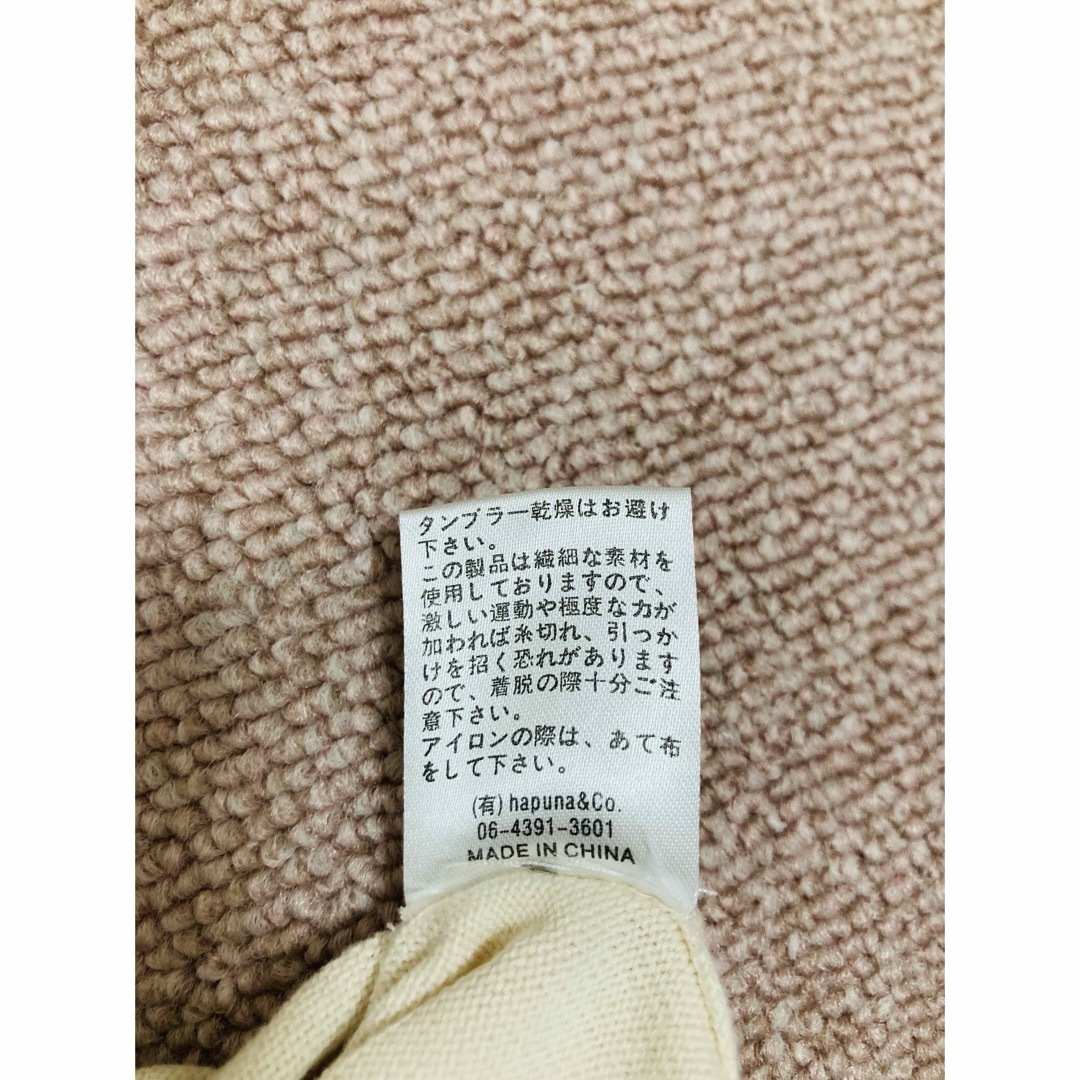 タンブラー乾燥はお避け
下さい。
この製品は繊細な素材を
使用しておりますので、
激しい運動や極度な力が
加われば糸切れ、引つか
けを招く恐れがあります
ので、着脱の際十分ご注
意下さい。
アイロンの際は、あて布
をして下さい。
(有)hapuna&Co.
06-4391-3601
MADE IN CHINA